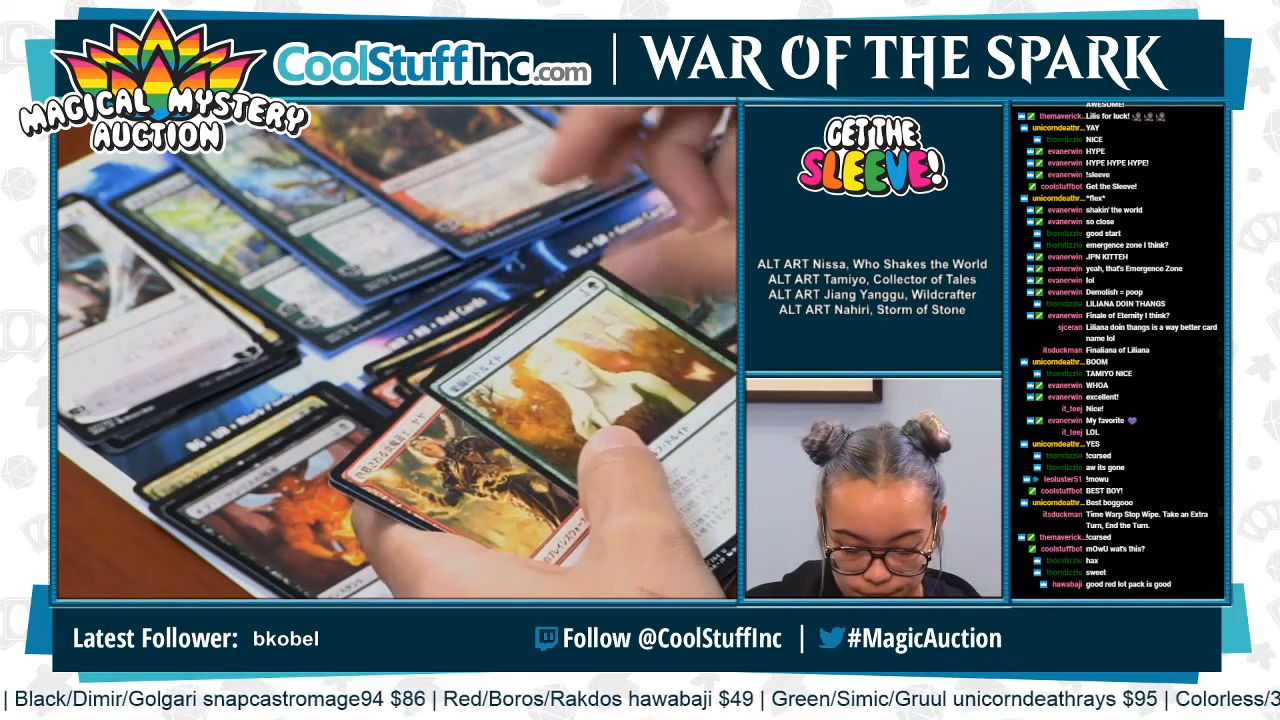 MAGICAL MYSTERY
AUCTION
CoolStuffInc.com
WAR OF THE SPARK
GET THE
SLEEVE!
ALT ART Nissa, Who Shakes the World
ALT ART Tamiyo, Collector of Tales
ALT ART Jiang Yanggu, Wildcrafter
ALT ART Nahiri, Storm of Stone
AWESOME!
themaverick.. Lilis for luck!
unicorndeathr... YAY
thorntizzle NICE
evanerwin HYPE
evanerwin HYPE HYPE HYPE!
evanerwin !sleeve
coolstuffbot Get the Sleeve!
unicorndeathr... *flex*
evanerwin shakin' the world
evanerwin so close
thorntizzle good start
thorntizzle emergence zone I think?
evanerwin JPN KITTEH
evanerwin yeah, that's Emergence Zone
evanerwin lol
evanerwin Demolish = poop
thorntizzle LILIANA DOIN THANGS
evanerwin Finale of Eternity I think?
sjceran Liliana doin thangs is a way better card
name lol
itsduckman Finaliana of Liliana
unicorndeathr... BOOM
thorntizzle TAMIYO NICE
evanerwin WHOA
evanerwin excellent!
it_teej Nice!
evanerwin My favorite 💜
it_teej LOL
unicorndeathr... YES
thorntizzle !cursed
thorntizzle aw its gone
leoluster51 !mowu
coolstuffbot BEST BOY!
unicorndeathr... Best boggooo
itsduckman Time Warp Stop Wipe. Take an Extra
Turn, End the Turn.
themaverick.. !cursed
coolstuffbot mOwU wat's this?
thorntizzle hax
thorntizzle sweet
hawabaji good red lot pack is good
Latest Follower: bkobel
Follow @CoolStuffInc | #MagicAuction
| Black/Dimir/Golgari snapcastromage94 $86 | Red/Boros/Rakdos hawabaji $49 | Green/Simic/Gruul unicorndeathrays $95 | Colorless/3